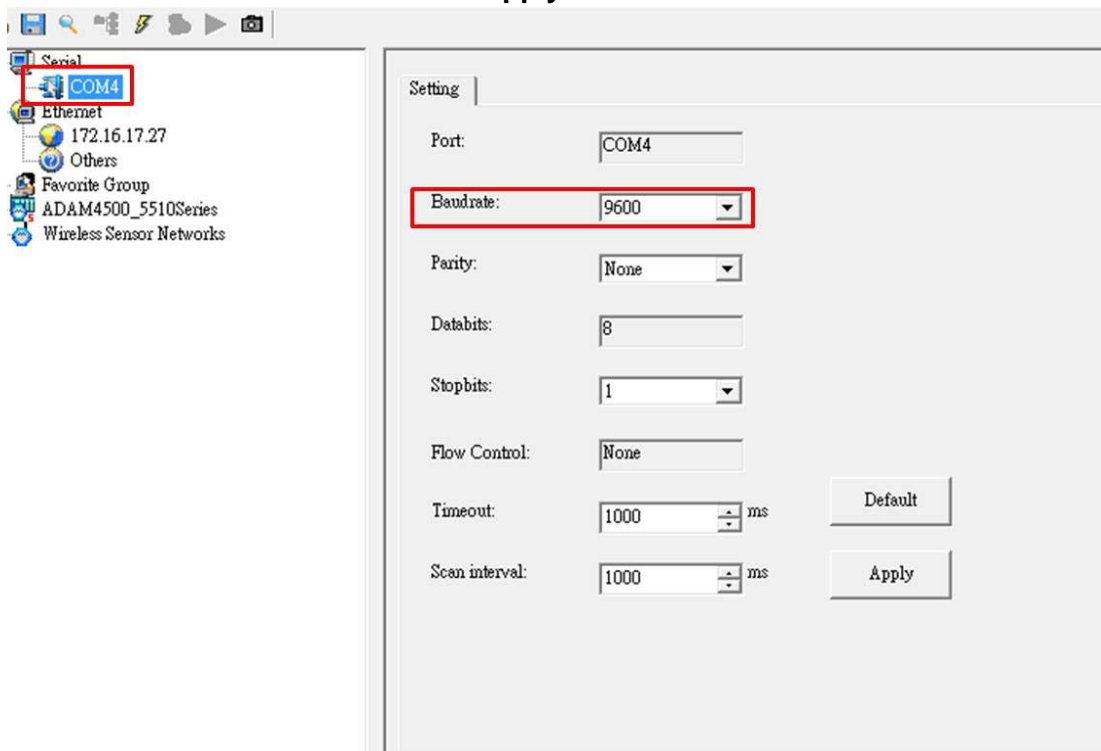 pply
Serial
COM4
Ethernet
172.16.17.27
Others
Favorite Group
ADAM4500_5510Series
Wireless Sensor Networks
Setting
Port: COM4
Baudrate: 9600
Parity: None
Databits: 8
Stopbits: 1
Flow Control: None
Timeout: 1000 ms
Default
Scan interval: 1000 ms
Apply